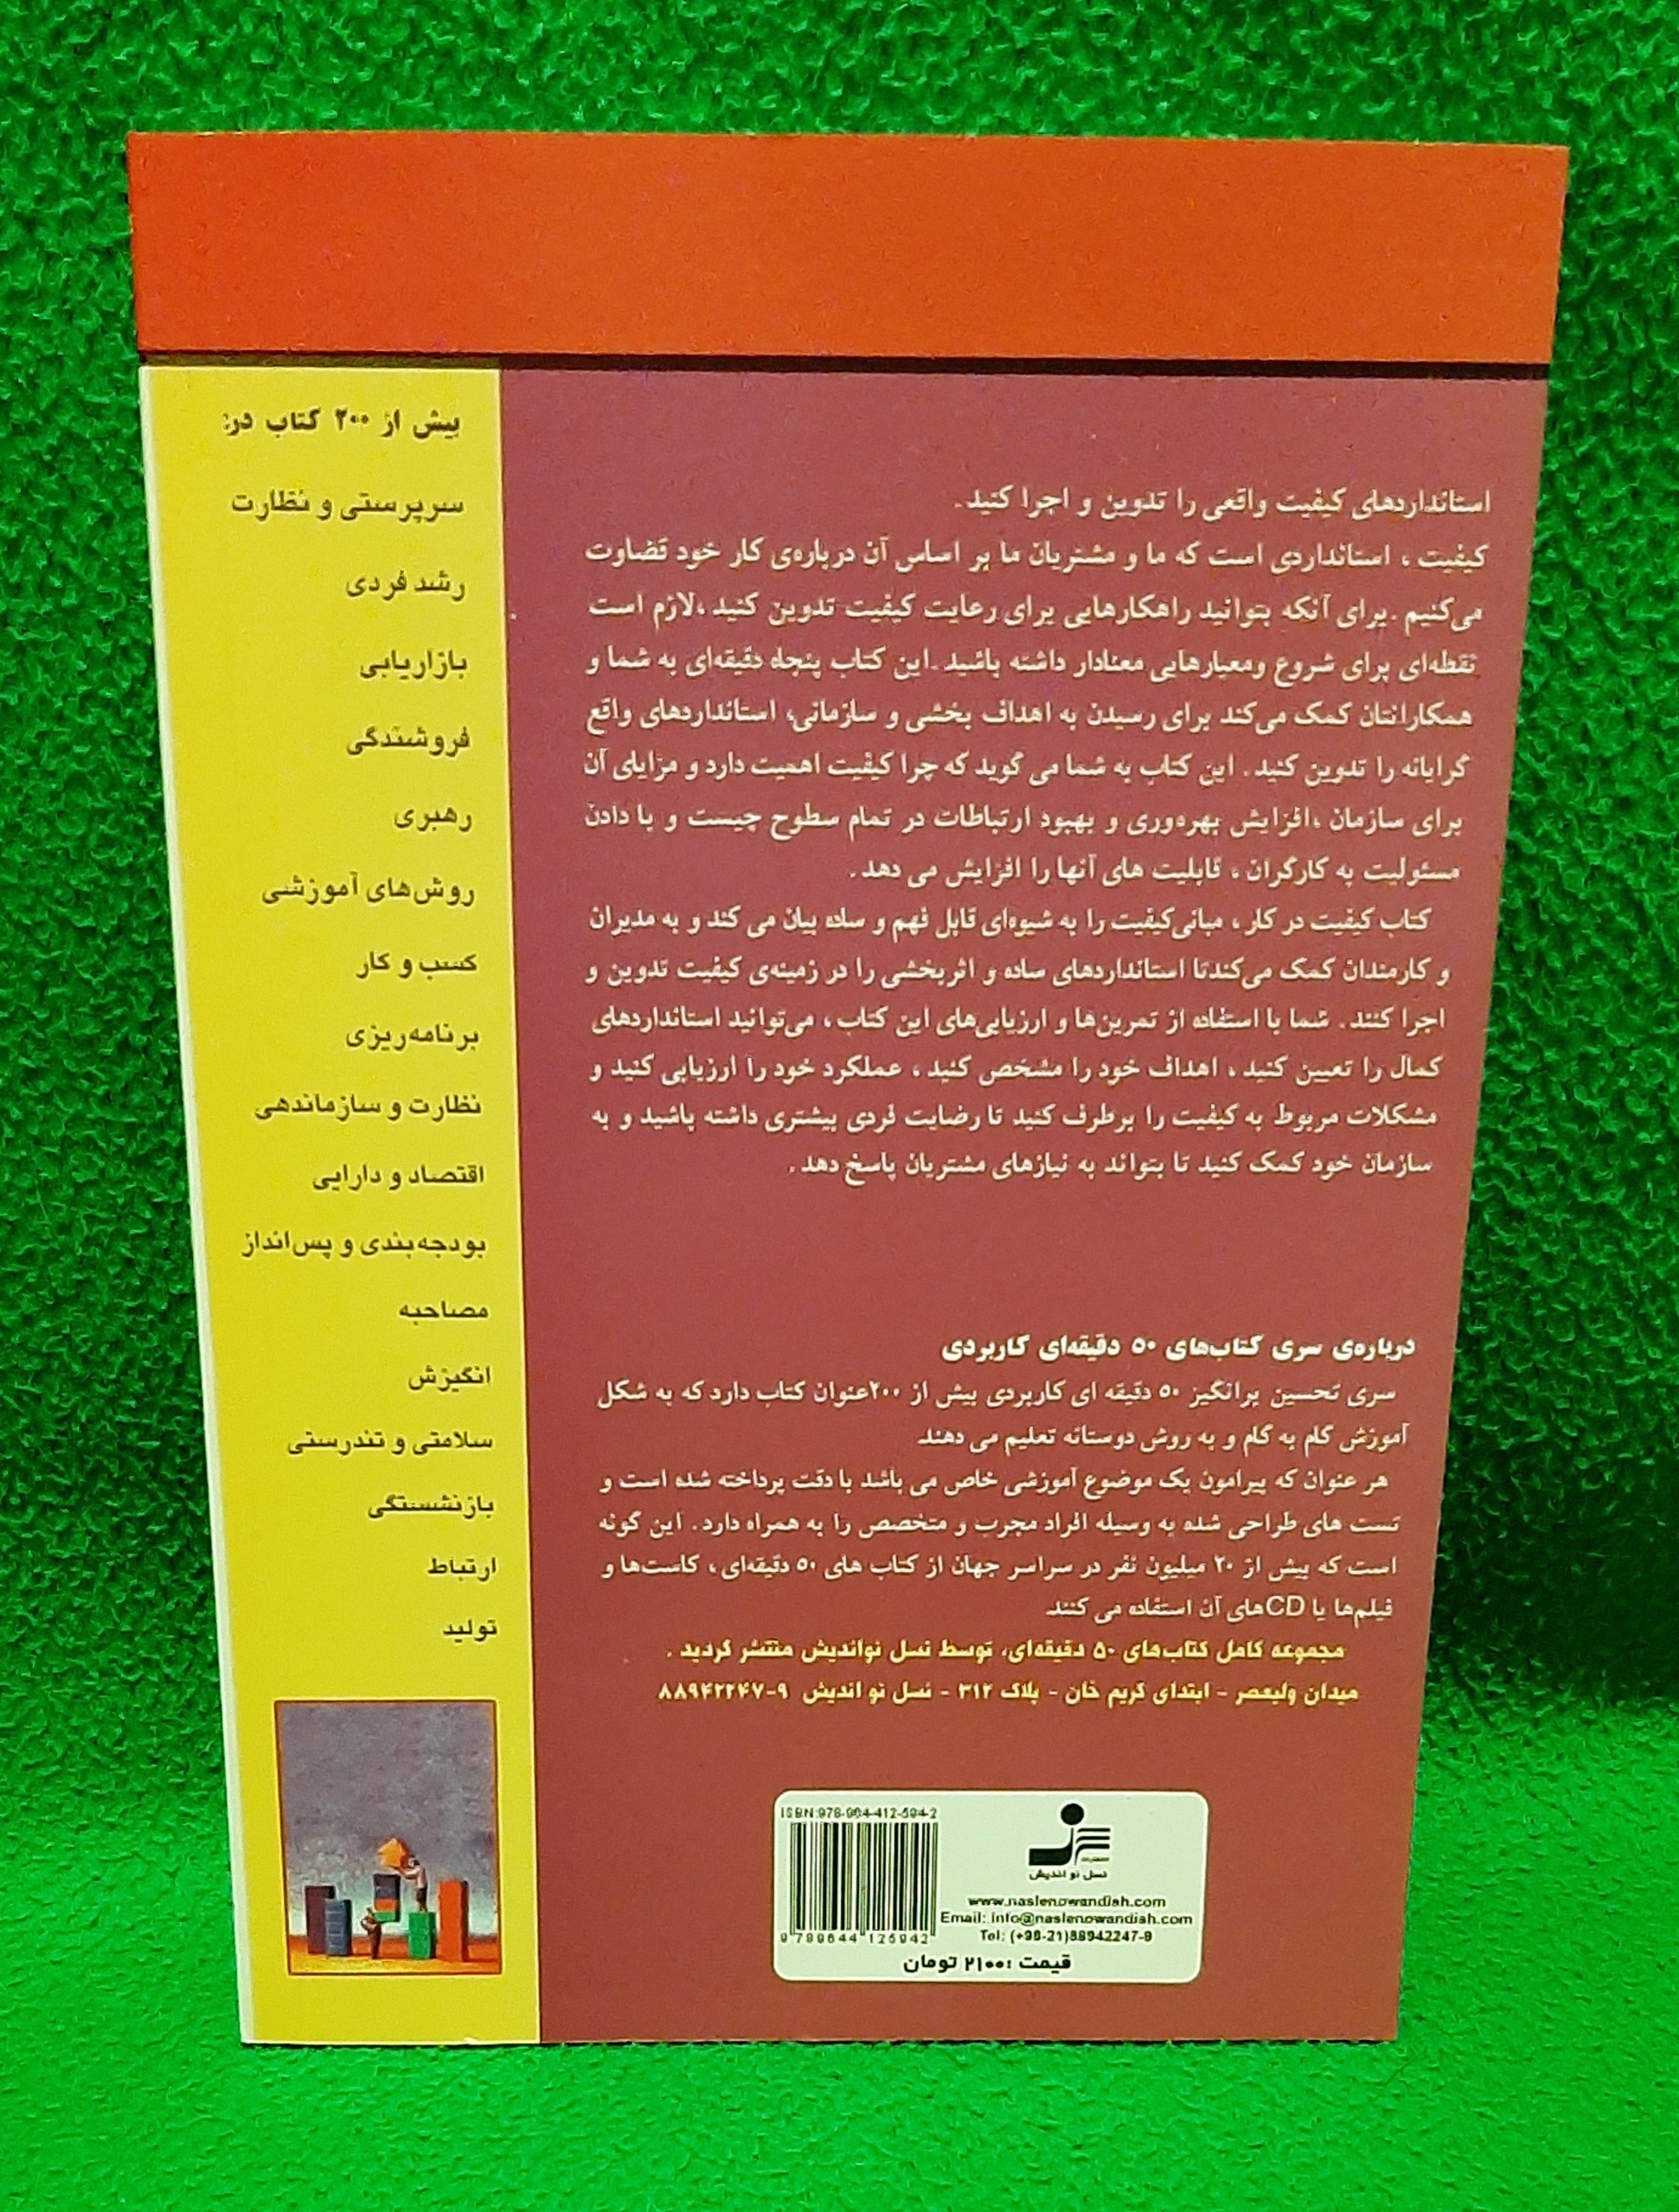 استانداردهای کیفیت واقعی را تدوین و اجرا کنید.
کیفیت ، استانداردی است که ما و مشتریان ما بر اساس آن درباره‌ی کار خود قضاوت
می‌کنیم .برای آنکه بتوانید راهکارهایی برای رعایت کیفیت تدوین کنید ،لازم است
نقطه‌ای برای شروع ومعیارهایی معنادار داشته باشید .این کتاب پنجاه دقیقه‌ای به شما و
همکارانتان کمک می‌کند برای رسیدن به اهداف بخشی و سازمانی، استانداردهای واقع
گرایانه را تدوین کنید . این کتاب به شما می گوید که چرا کیفیت اهمیت دارد و مزایای آن
برای سازمان ،افزایش بهره‌وری و بهبود ارتباطات در تمام سطوح چیست و با دادن
مسئولیت به کارگران ، قابلیت های آنها را افزایش می دهد .
کتاب کیفیت در کار ، مبانی‌کیفیت را به شیوه‌ای قابل فهم و ساده بیان می کند و به مدیران
و کارمندان کمک می‌کندتا استانداردهای ساده و اثربخشی را در زمینه‌ی کیفیت تدوین و
اجرا کنند . شما با استفاده از تمرین‌ها و ارزیابی‌های این کتاب ، می‌توانید استانداردهای
کمال را تعیین کنید ، اهداف خود را مشخص کنید ، عملکرد خود را ارزیابی کنید و
مشکلات مربوط به کیفیت را برطرف کنید تا رضایت فردی بیشتری داشته باشید و به
سازمان خود کمک کنید تا بتواند به نیازهای مشتریان پاسخ دهد .
درباره‌ی سری کتاب‌های ۵۰ دقیقه‌ای کاربردی
سری تحسین برانگیز ۵۰ دقیقه ای کاربردی بیش از ۲۰۰عنوان کتاب دارد که به شکل
آموزش گام به گام و به روش دوستانه تعلیم می دهند.
هر عنوان که پیرامون یک موضوع آموزشی خاص می باشد با دقت پرداخته شده است و
تست های طراحی شده به وسیله افراد مجرب و متخصص را به همراه دارد . این گونه
است که بیش از ۲۰ میلیون نفر در سراسر جهان از کتاب های ۵۰ دقیقه‌ای ، کاست‌ها و
فیلم‌ها یا CDهای آن استفاده می کنند.
مجموعه کامل کتاب‌های ۵۰ دقیقه‌ای، توسط نسل نواندیش منتشر گردید .
میدان ولیعصر - ابتدای کریم خان - پلاک ۳۱۲ - نسل نو اندیش ۹-۸۸۹۴۲۲۴۷
ISBN:978-964-412-594-2
9 789644 125942
نسل نو اندیش
www.naslenowandish.com
Email: info@naslenowandish.com
Tel: (+98-21)88942247-9
قیمت :۲۱۰۰ تومان
بیش از ۲۰۰ کتاب در:
سرپرستی و نظارت
رشد فردی
بازاریابی
فروشندگی
رهبری
روش‌های آموزشی
کسب و کار
برنامه‌ریزی
نظارت و سازماندهی
اقتصاد و دارایی
بودجه‌بندی و پس‌انداز
مصاحبه
انگیزش
سلامتی و تندرستی
بازنشستگی
ارتباط
تولید